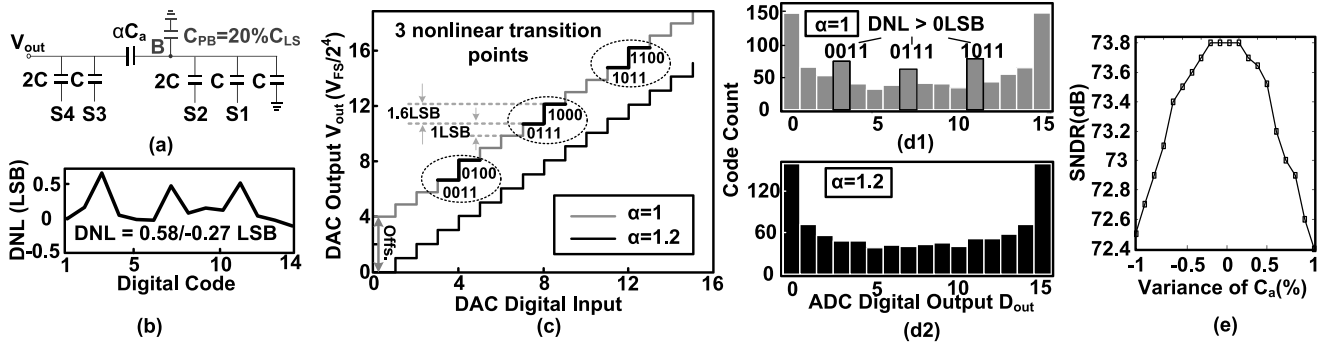 αCₐ
B
C_PB=20%C_LS
V_out
2C C
2C C
S4 S3
S2 S1
(a)
DNL (LSB)
0.5
0
-0.5
DNL = 0.58/-0.27 LSB
1 5 10 14
Digital Code
(b)
DAC Output V_out (V_FS/2⁴)
16
12
8
4
0
3 nonlinear transition
points
1100
1011
1000
0111
0100
0011
1.6LSB
1LSB
Offs.
α=1
α=1.2
0 4 8 12 16
DAC Digital Input
(c)
Code Count
150
100
50
0
α=1
DNL > 0LSB
0011 0111 1011
0 5 10 15
(d1)
120
60
0
α=1.2
0 5 10 15
ADC Digital Output D_out
(d2)
SNDR(dB)
73.8
73.6
73.4
73.2
73
72.8
72.6
72.4
-1 -0.5 0 0.5 1
Variance of Cₐ(%)
(e)